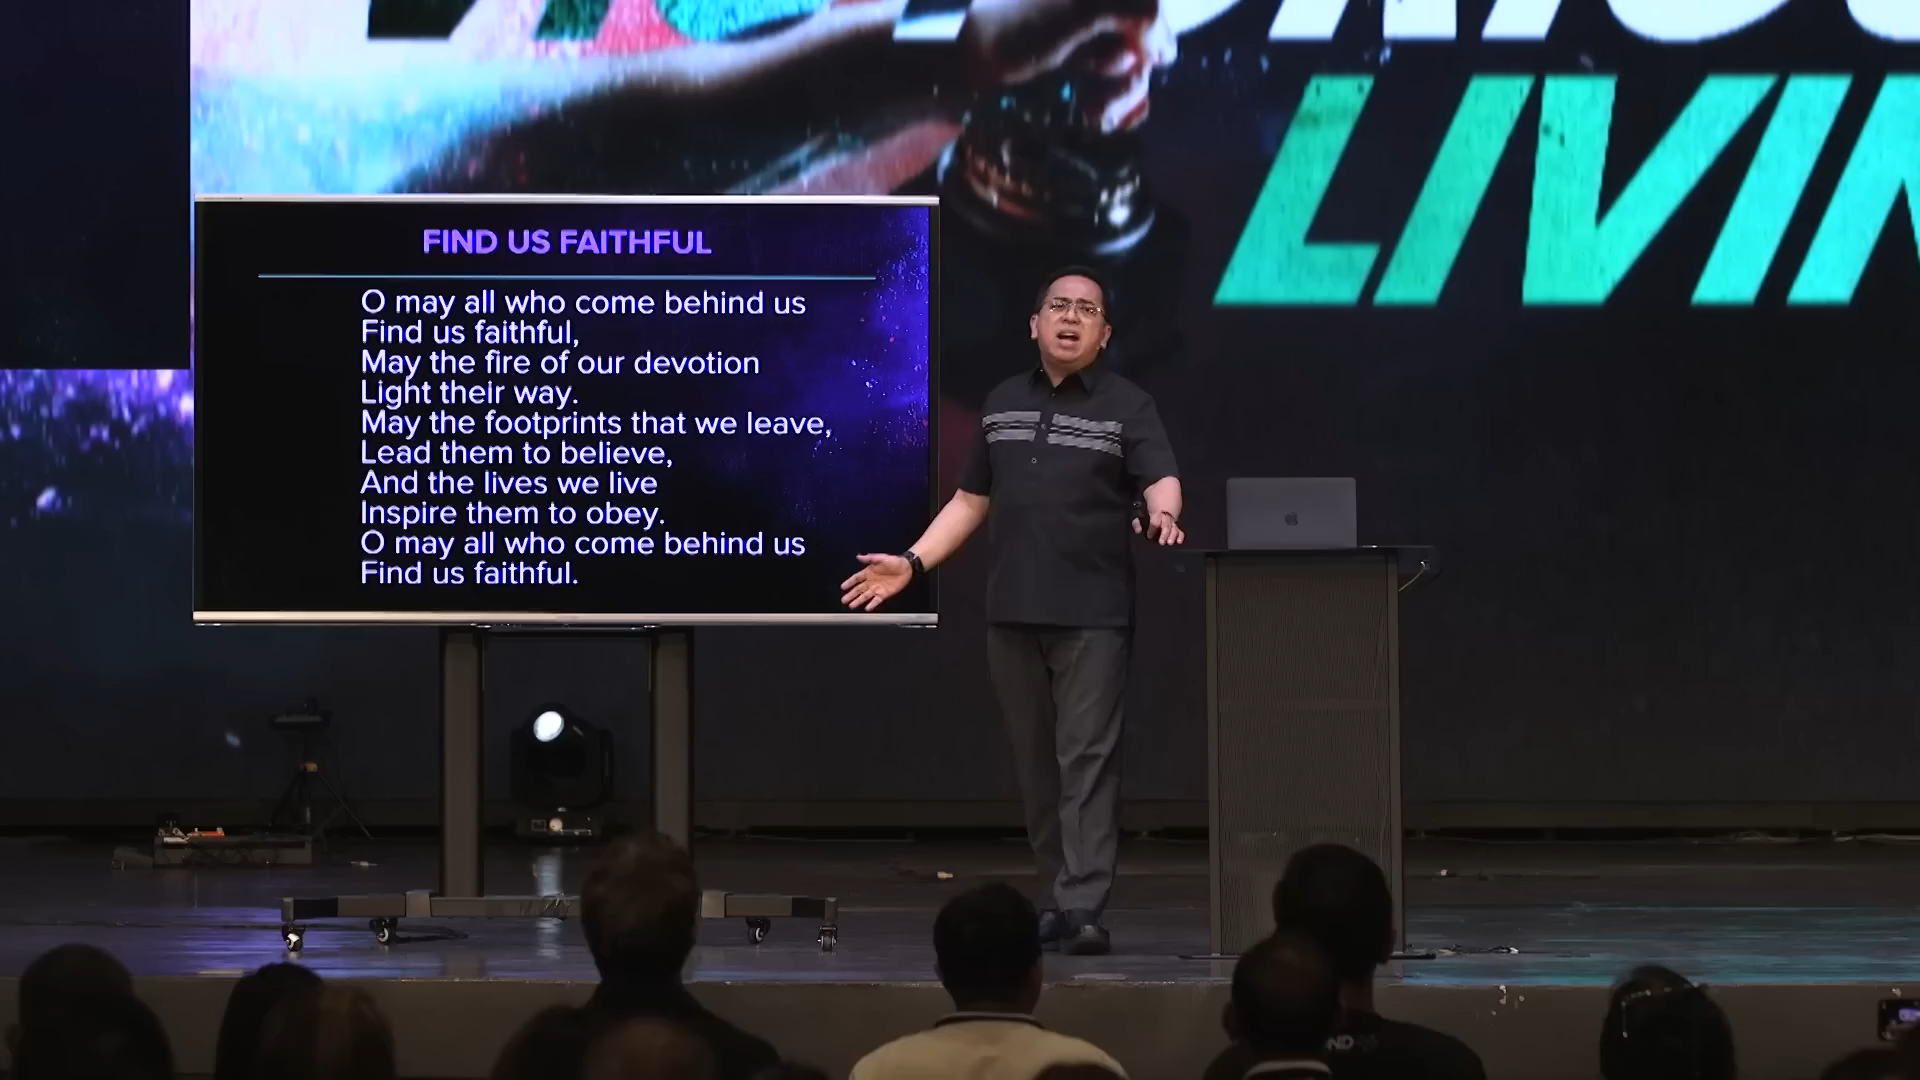 LIVIN
FIND US FAITHFUL
O may all who come behind us
Find us faithful,
May the fire of our devotion
Light their way.
May the footprints that we leave,
Lead them to believe,
And the lives we live
Inspire them to obey.
O may all who come behind us
Find us faithful.